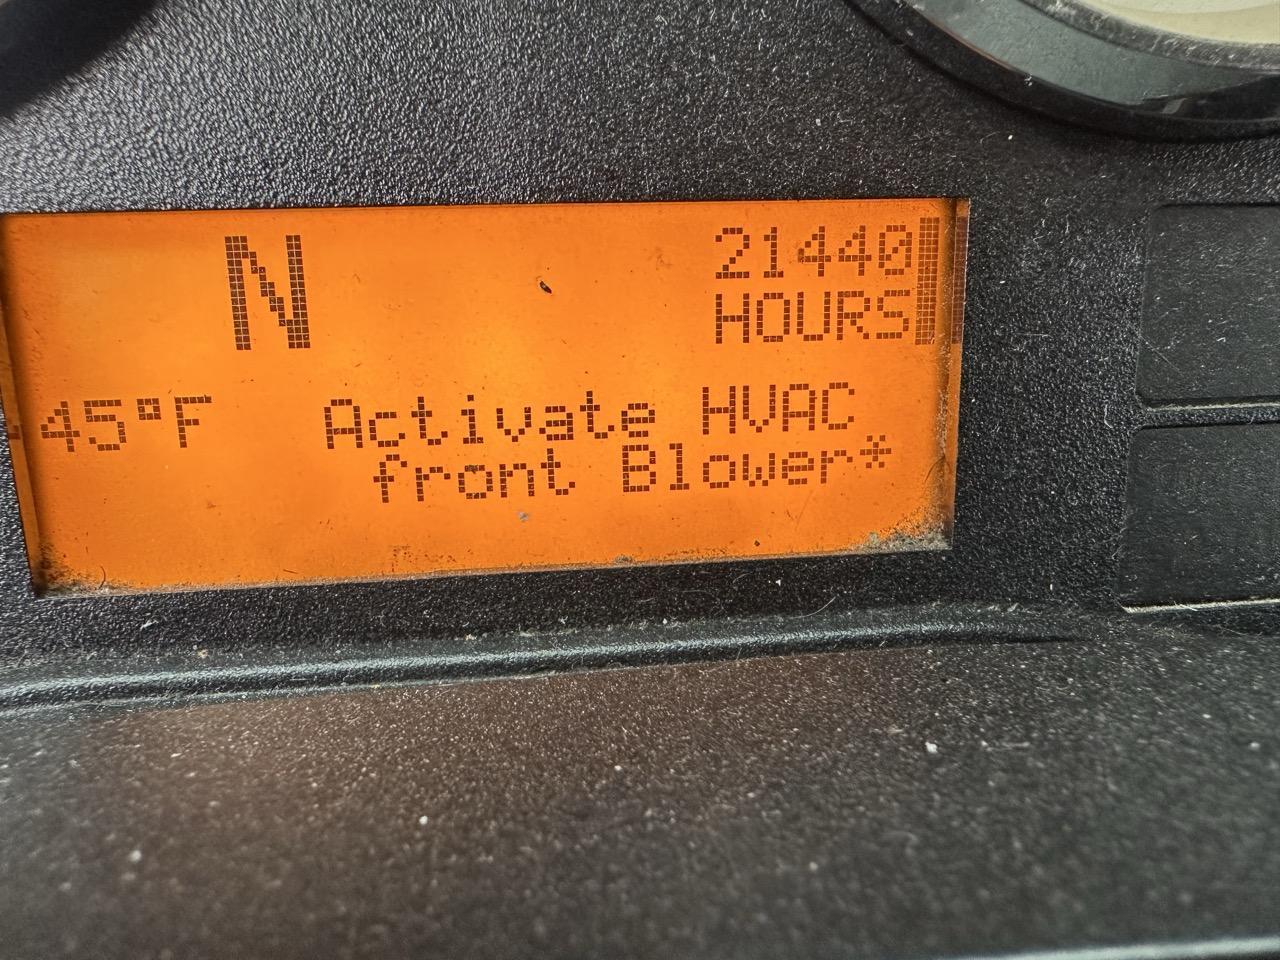 N
21440
HOURS
-45°F
Activate HVAC
front Blower*